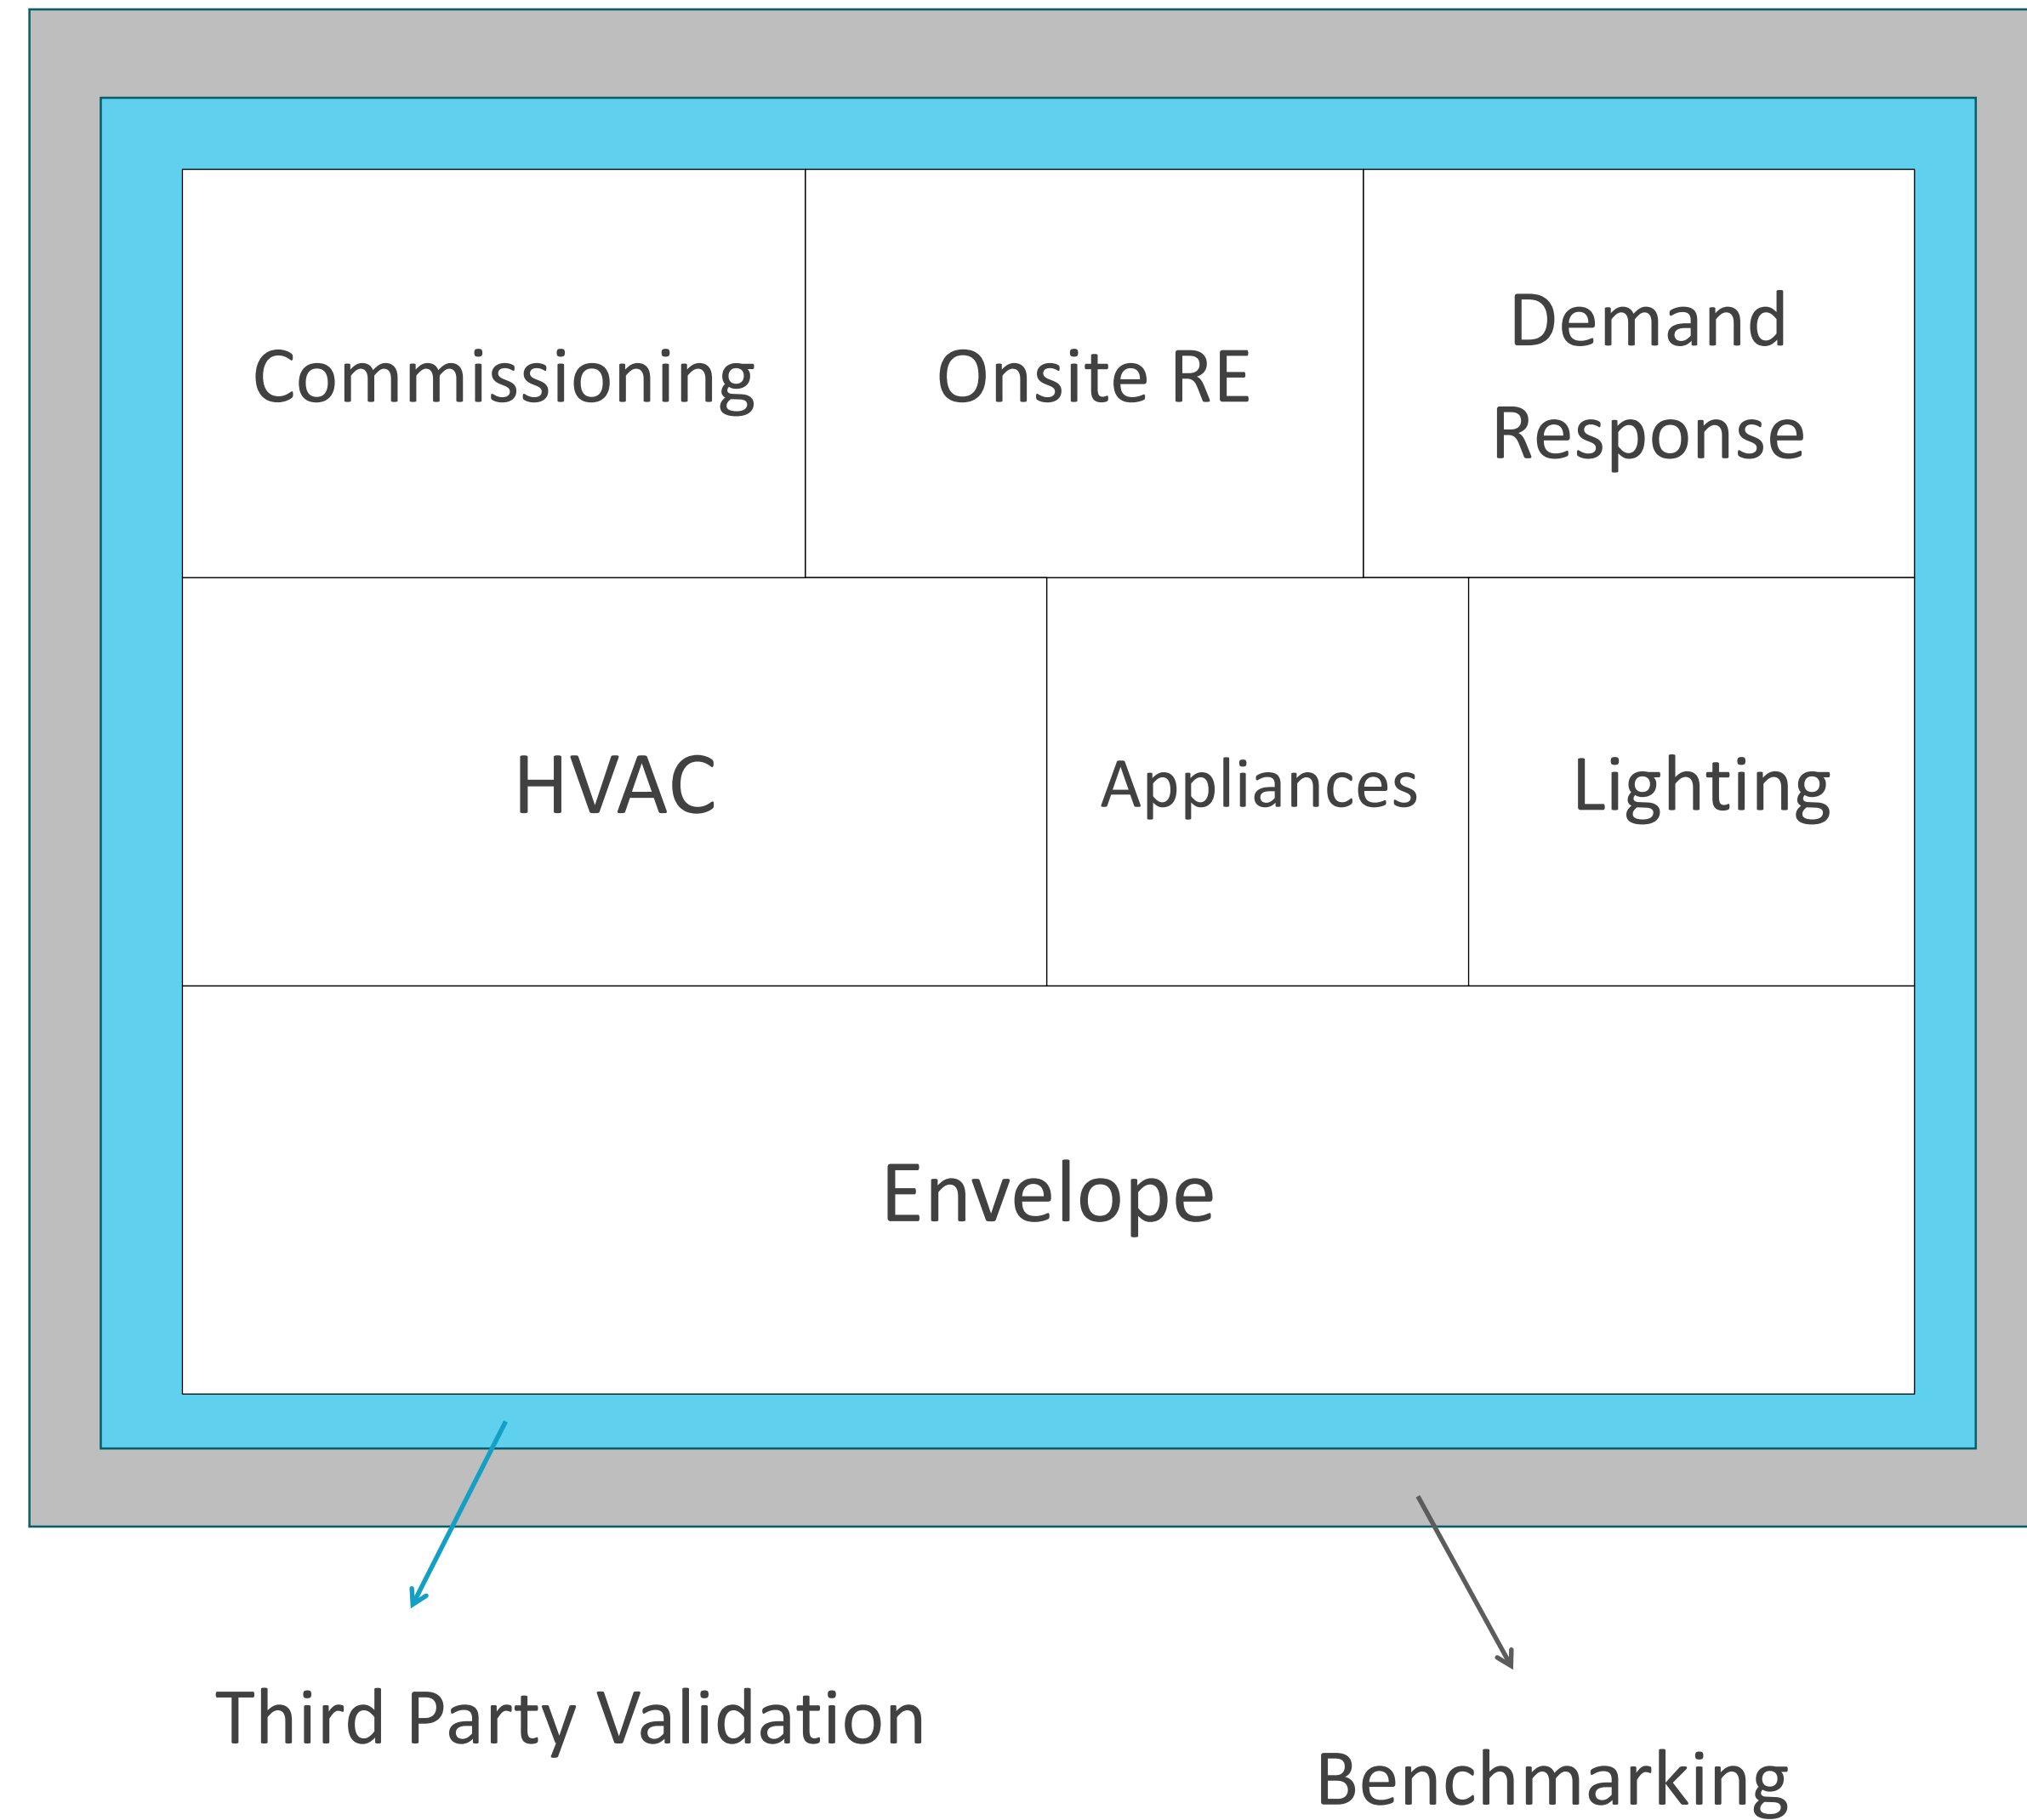 Commissioning
Onsite RE
Demand
Response
HVAC
Appliances
Lighting
Envelope
Third Party Validation
Benchmarking